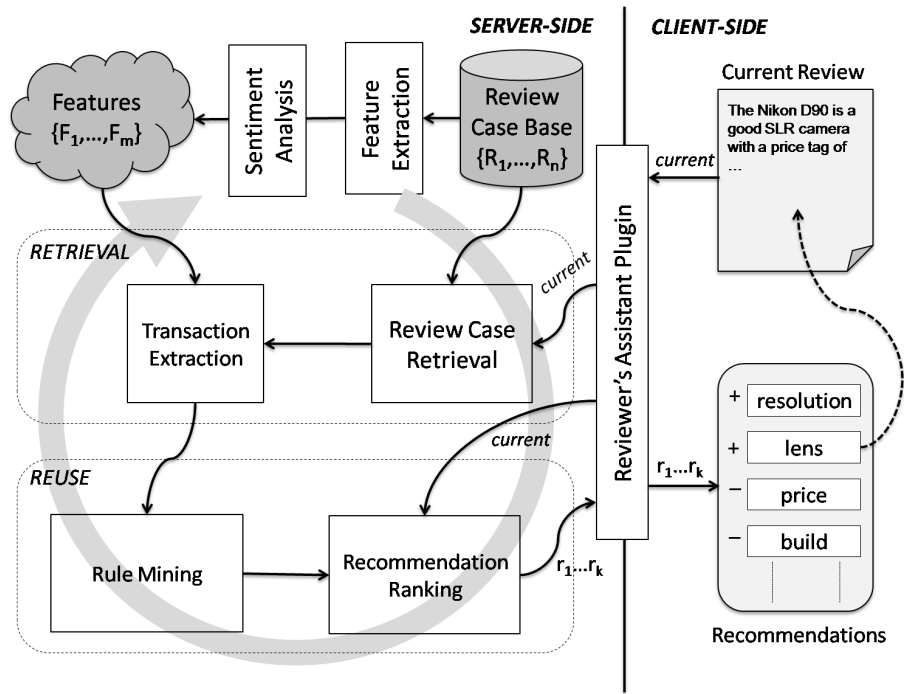 SERVER-SIDE
CLIENT-SIDE
Features
{F1,...,Fm}
Sentiment
Analysis
Feature
Extraction
Review
Case Base
{R1,...,Rn}
Current Review
The Nikon D90 is a
good SLR camera
with a price tag of
...
current
Reviewer's Assistant Plugin
RETRIEVAL
current
Transaction
Extraction
Review Case
Retrieval
current
REUSE
Rule Mining
Recommendation
Ranking
r1...rk
r1...rk
+ resolution
+ lens
− price
− build
Recommendations